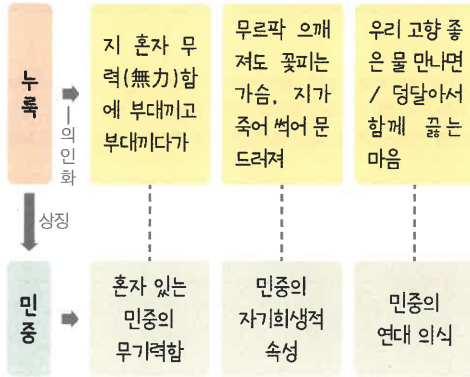 누룩
의인화
지 혼자 무
력(無力)함
에 부대끼고
부대끼다가
무르팍 으깨
져도 꽃피는
가슴, 지가
죽어 썩어 문
드러져
우리 고향 좋
은 물 만나면
/ 덩달아서
함께 끓는
마음
상징
민중
혼자 있는
민중의
무기력함
민중의
자기희생적
속성
민중의
연대 의식